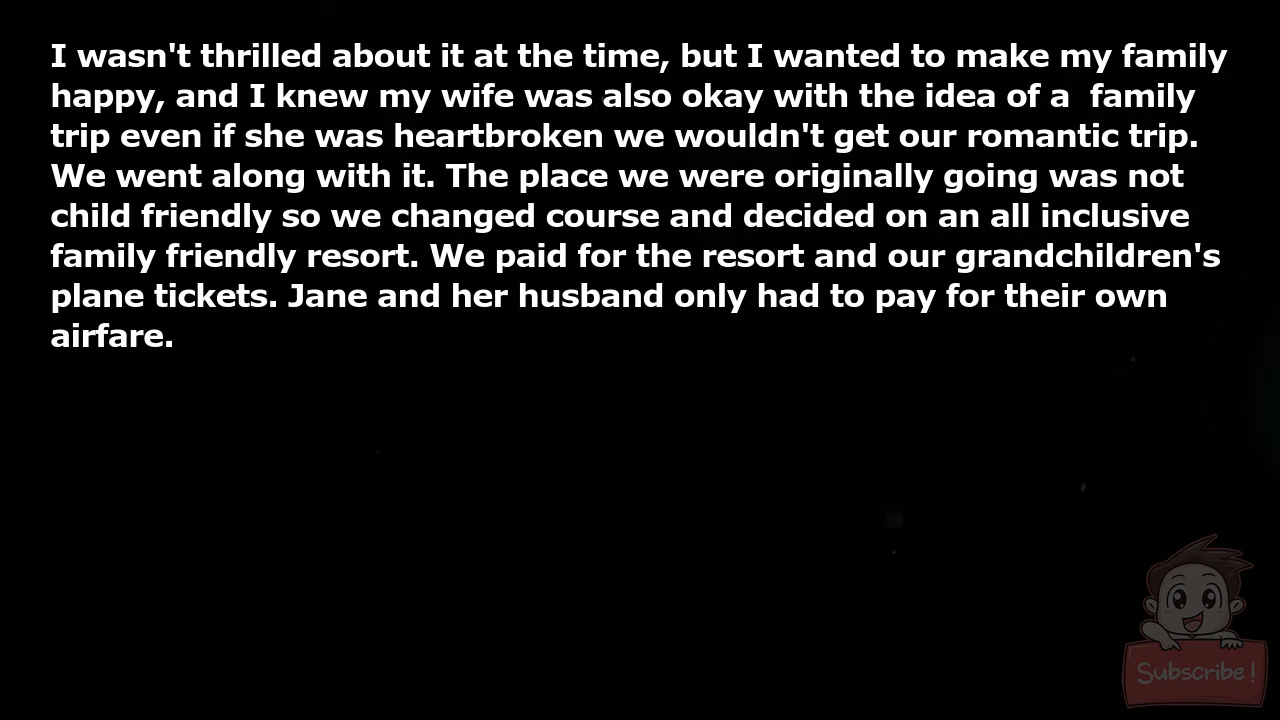 I wasn't thrilled about it at the time, but I wanted to make my family
happy, and I knew my wife was also okay with the idea of a  family
trip even if she was heartbroken we wouldn't get our romantic trip.
We went along with it. The place we were originally going was not
child friendly so we changed course and decided on an all inclusive
family friendly resort. We paid for the resort and our grandchildren's
plane tickets. Jane and her husband only had to pay for their own
airfare.
Subscribe!